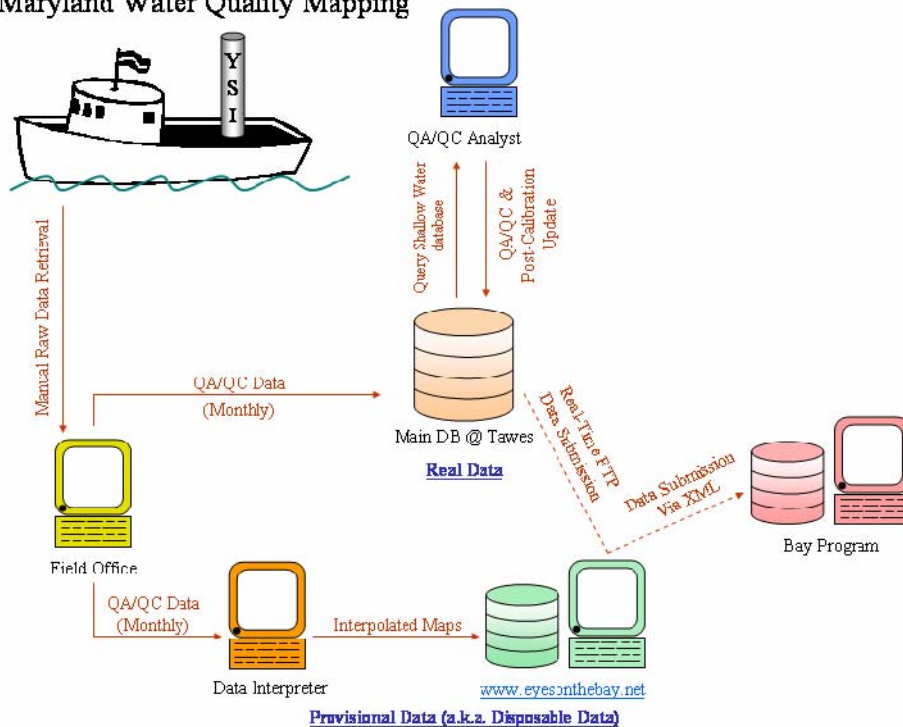 Maryland Water Quality Mapping
Y
S
I
QA/QC Analyst
Query Shallow Water
database
QA/QC &
Post-Calibration
Update
Manual Raw Data Retrieval
QA/QC Data
(Monthly)
Main DB @ Tawes
Real Data
Real-Time FTP
Data Submission
Data Submission
Via XML
Bay Program
Field Office
QA/QC Data
(Monthly)
Interpolated Maps
Data Interpreter
www.eyesonthebay.net
Provisional Data (a.k.a. Disposable Data)